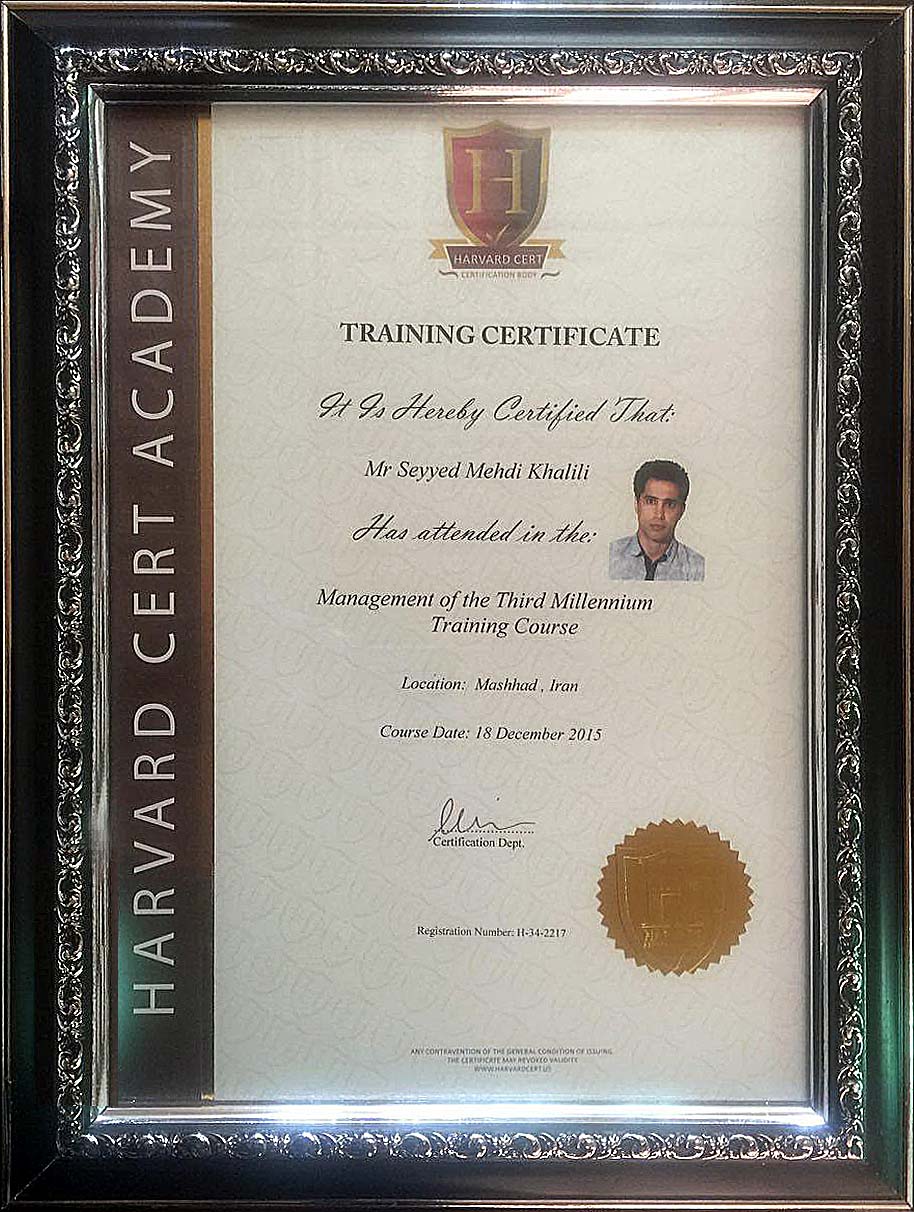 HARVARD CERT ACADEMY
H
HARVARD CERT
CERTIFICATION BODY
TRAINING CERTIFICATE
It Is Hereby Certified That:
Mr Seyyed Mehdi Khalili
Has attended in the:
Management of the Third Millennium
Training Course
Location: Mashhad , Iran
Course Date: 18 December 2015
Certification Dept.
Registration Number: H-34-2217
ANY CONTRAVENTION OF THE GENERAL CONDITION OF ISSUING
THE CERTIFICATE MAY REVOKED VALIDITY
WWW.HARVARDCERT.US